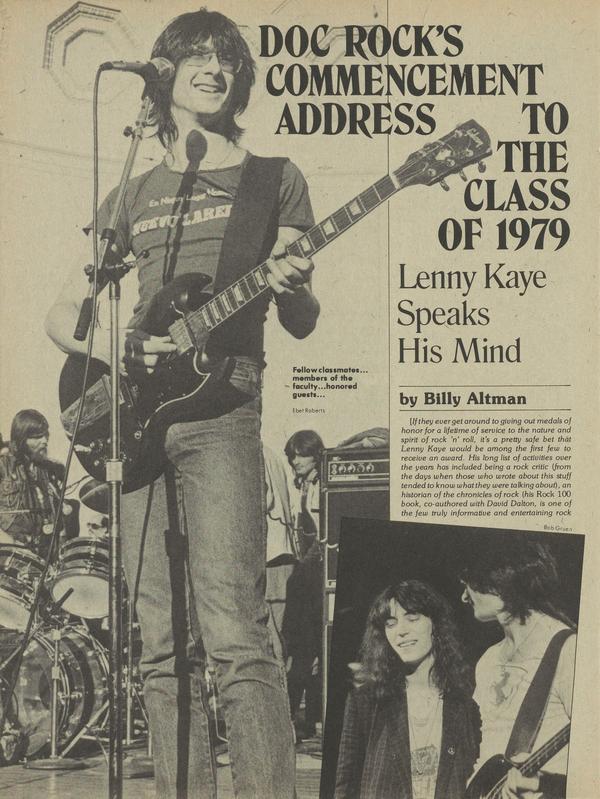 DOC ROCK'S
COMMENCEMENT
ADDRESS TO
THE
CLASS
OF 1979
Lenny Kaye
Speaks
His Mind
by Billy Altman
[If they ever get around to giving out medals of
honor for a lifetime of service to the nature and
spirit of rock 'n' roll, it's a pretty safe bet that
Lenny Kaye would be among the first few to
receive an award. His long list of activities over
the years has included being a rock critic (from
the days when those who wrote about this stuff
tended to know what they were talking about), an
historian of the chronicles of rock (his Rock 100
book, co-authored with David Dalton, is one of
the few truly informative and entertaining rock
Fellow classmates...
members of the
faculty...honored
guests...
Ebet Roberts
Bob Gruen